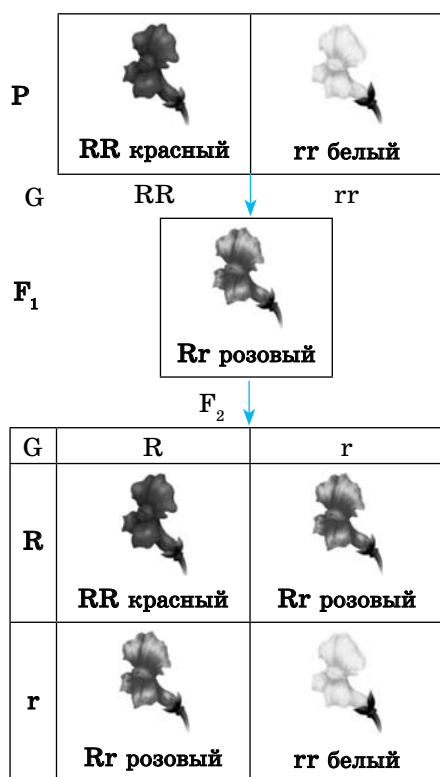 P
RR красный rr белый
G RR rr
F₁
Rr розовый
F₂
G R r
R
RR красный Rr розовый
r
Rr розовый rr белый